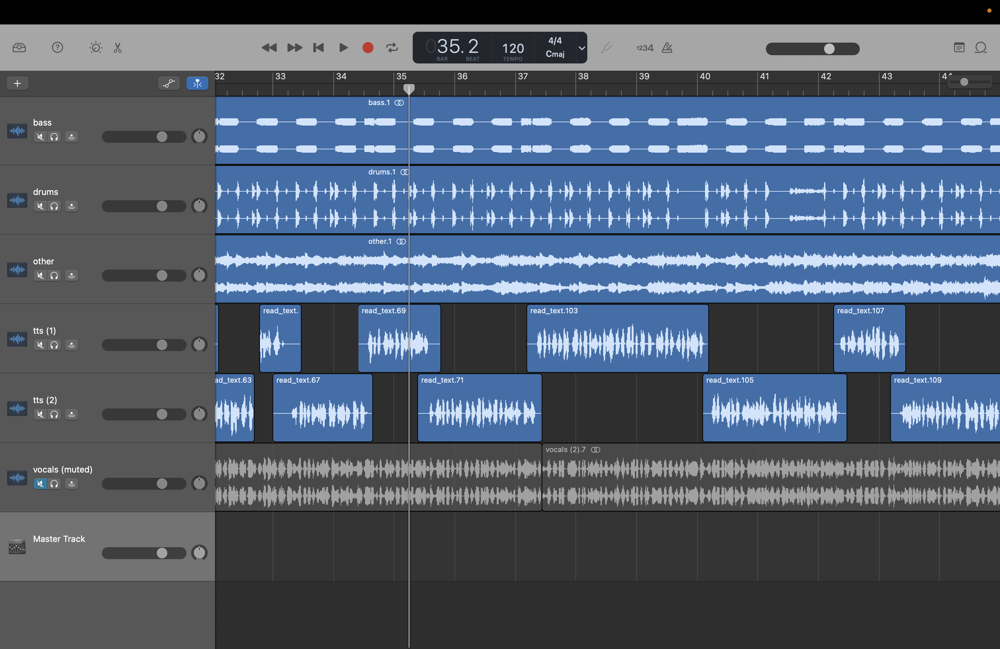 035.2
120
4/4
Cmaj
BAR
BEAT
TEMPO
1234
32 33 34 35 36 37 38 39 40 41 42 43
bass
bass.1
drums
drums.1
other
other.1
tts (1)
read_text.
read_text.69
read_text.103
read_text.107
tts (2)
ad_text.63
read_text.67
read_text.71
read_text.105
read_text.109
vocals (muted)
vocals (2).7
Master Track